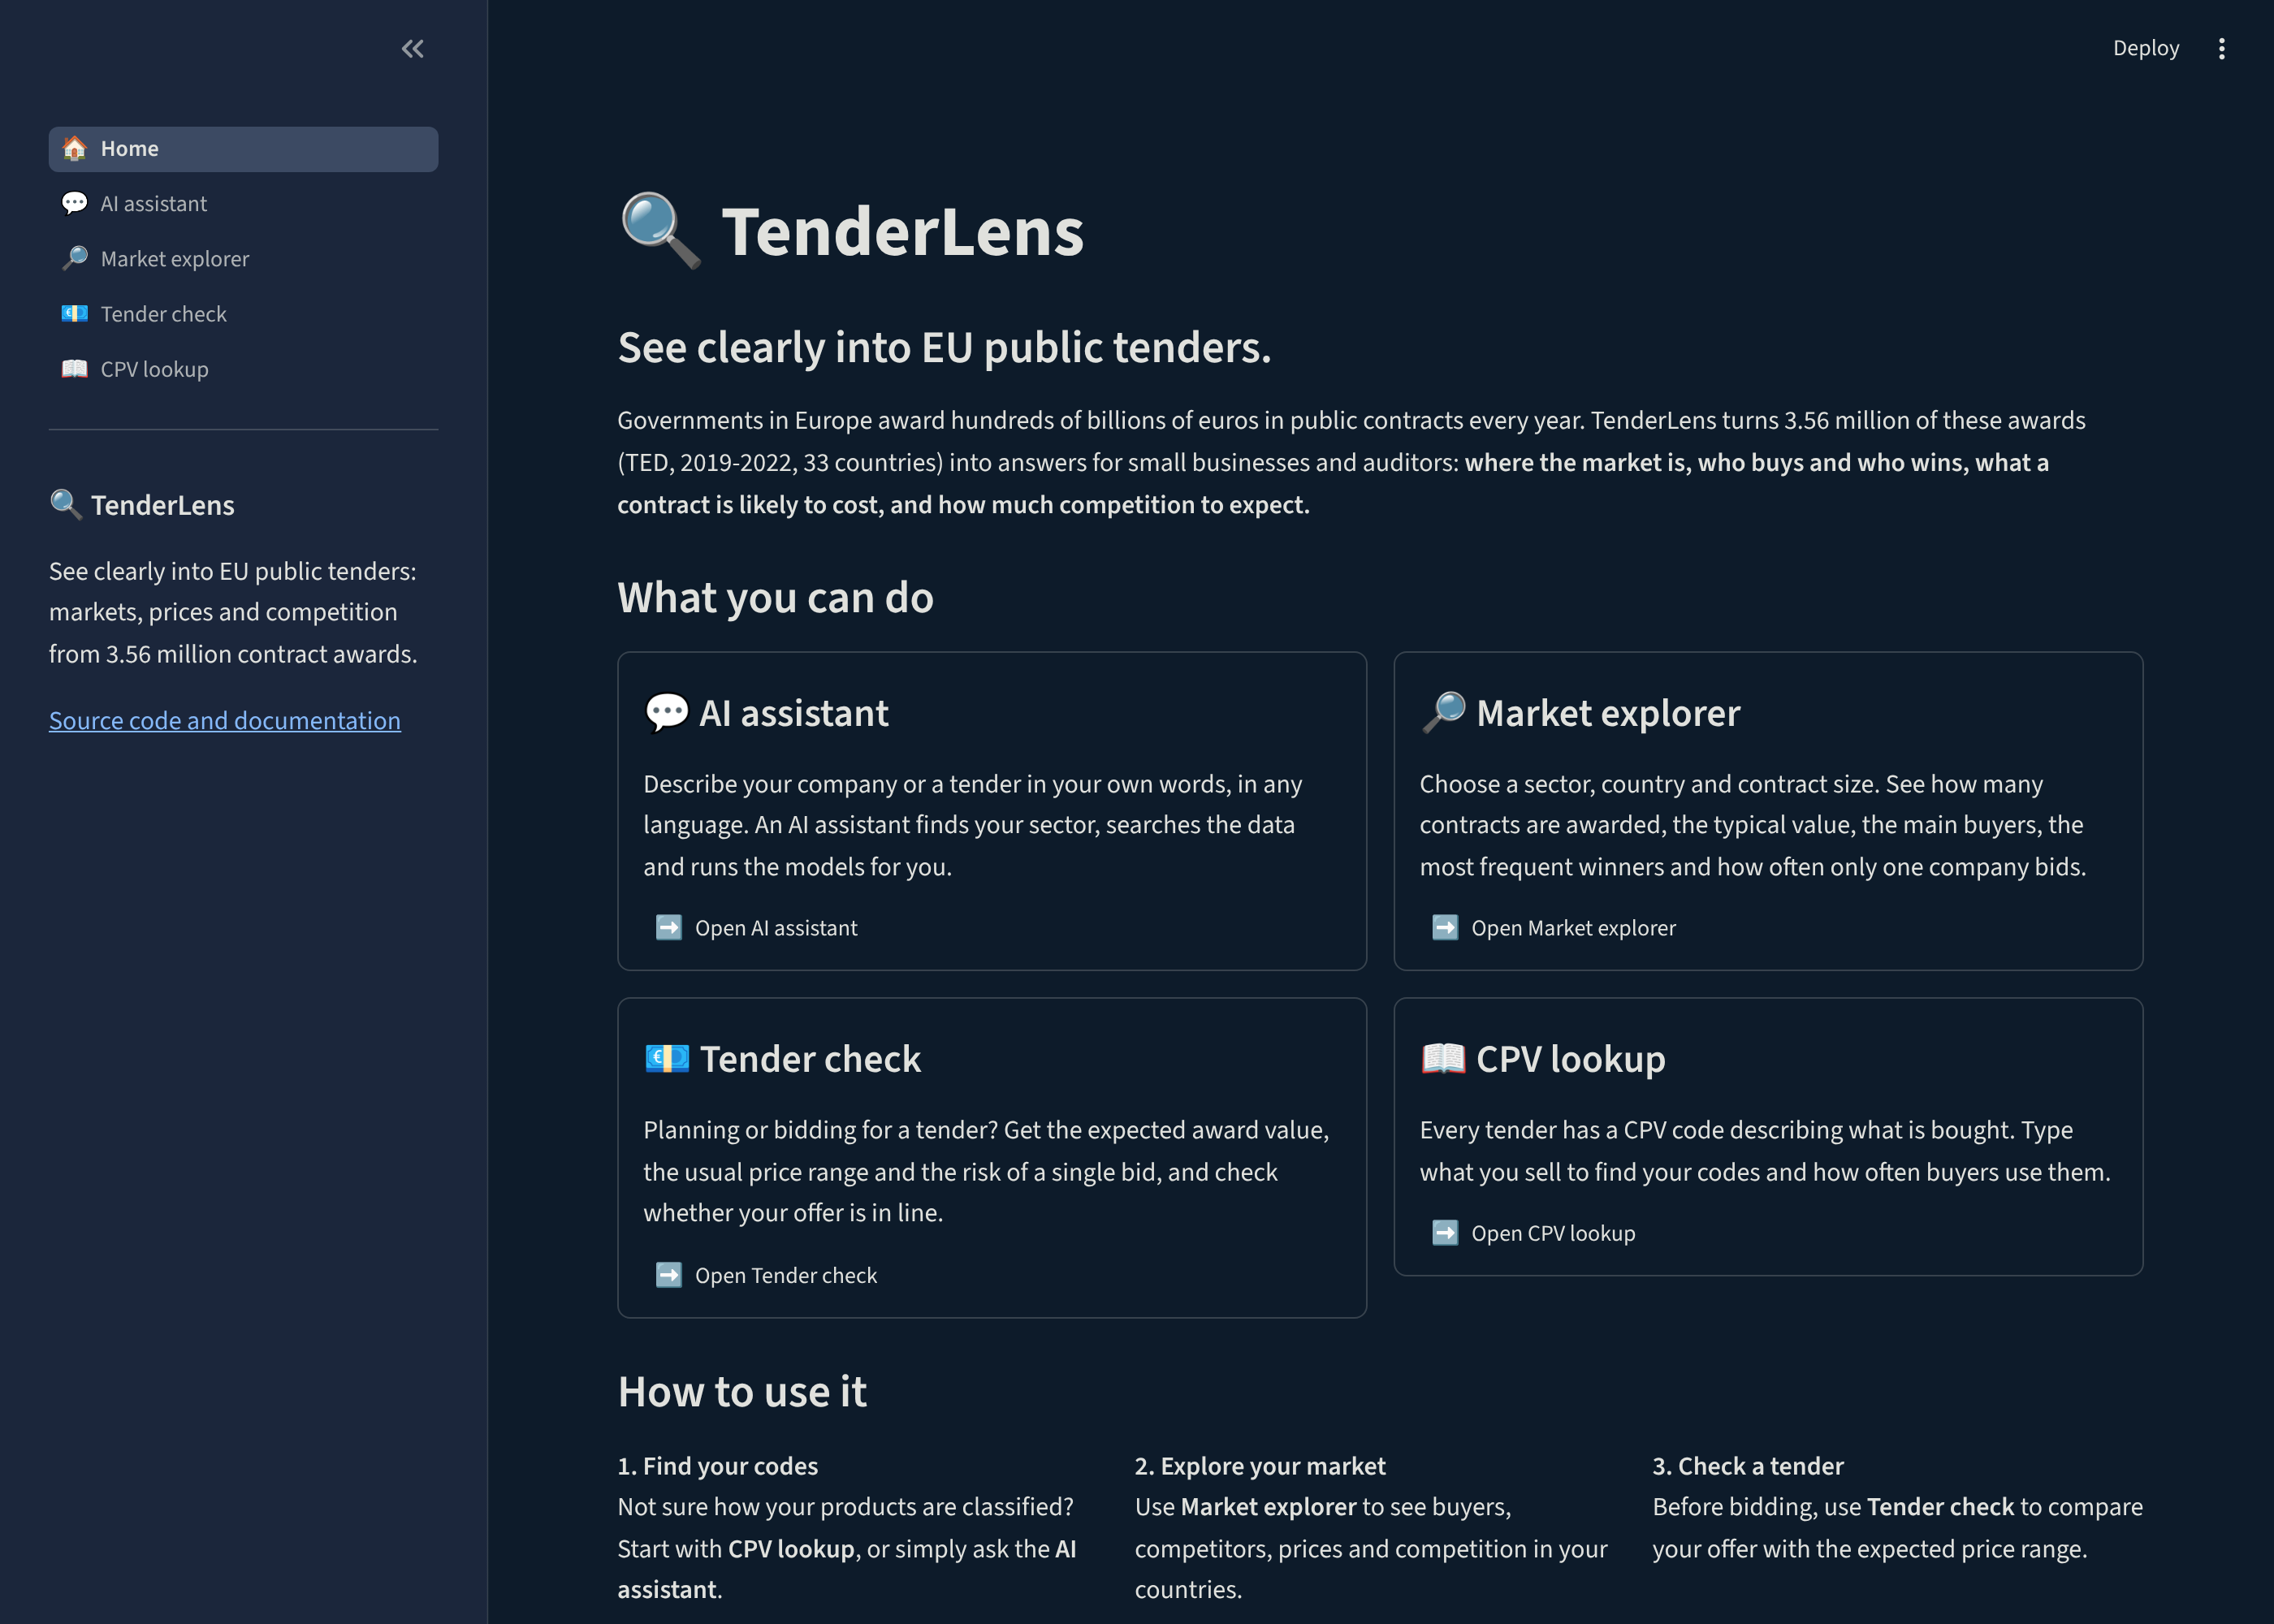 Deploy
Home
AI assistant
Market explorer
Tender check
CPV lookup
TenderLens
See clearly into EU public tenders:
markets, prices and competition
from 3.56 million contract awards.
Source code and documentation
TenderLens
See clearly into EU public tenders.
Governments in Europe award hundreds of billions of euros in public contracts every year. TenderLens turns 3.56 million of these awards
(TED, 2019-2022, 33 countries) into answers for small businesses and auditors: where the market is, who buys and who wins, what a
contract is likely to cost, and how much competition to expect.
What you can do
AI assistant
Describe your company or a tender in your own words, in any
language. An AI assistant finds your sector, searches the data
and runs the models for you.
Open AI assistant
Market explorer
Choose a sector, country and contract size. See how many
contracts are awarded, the typical value, the main buyers, the
most frequent winners and how often only one company bids.
Open Market explorer
Tender check
Planning or bidding for a tender? Get the expected award value,
the usual price range and the risk of a single bid, and check
whether your offer is in line.
Open Tender check
CPV lookup
Every tender has a CPV code describing what is bought. Type
what you sell to find your codes and how often buyers use them.
Open CPV lookup
How to use it
1. Find your codes
Not sure how your products are classified?
Start with CPV lookup, or simply ask the AI
assistant.
2. Explore your market
Use Market explorer to see buyers,
competitors, prices and competition in your
countries.
3. Check a tender
Before bidding, use Tender check to compare
your offer with the expected price range.